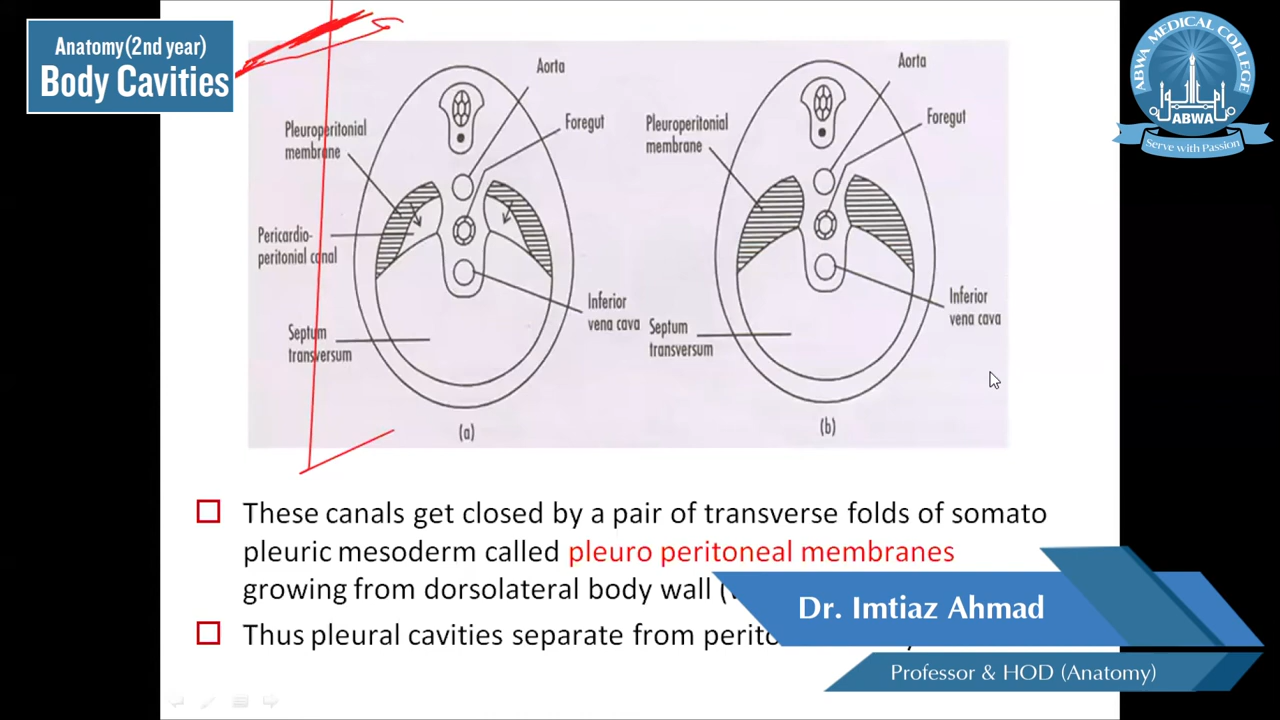 Anatomy(2nd year)
Body Cavities
ABWA MEDICAL COLLEGE
ABWA
Serve with Passion
Aorta
Foregut
Pleuroperitonial
membrane
Pericardio-
peritonial canal
Septum
transversum
Inferior
vena cava
(a)
Aorta
Foregut
Pleuroperitonial
membrane
Septum
transversum
Inferior
vena cava
(b)
These canals get closed by a pair of transverse folds of somato
pleuric mesoderm called pleuro peritoneal membranes
growing from dorsolateral body wall
Thus pleural cavities separate from
Dr. Imtiaz Ahmad
Professor & HOD (Anatomy)